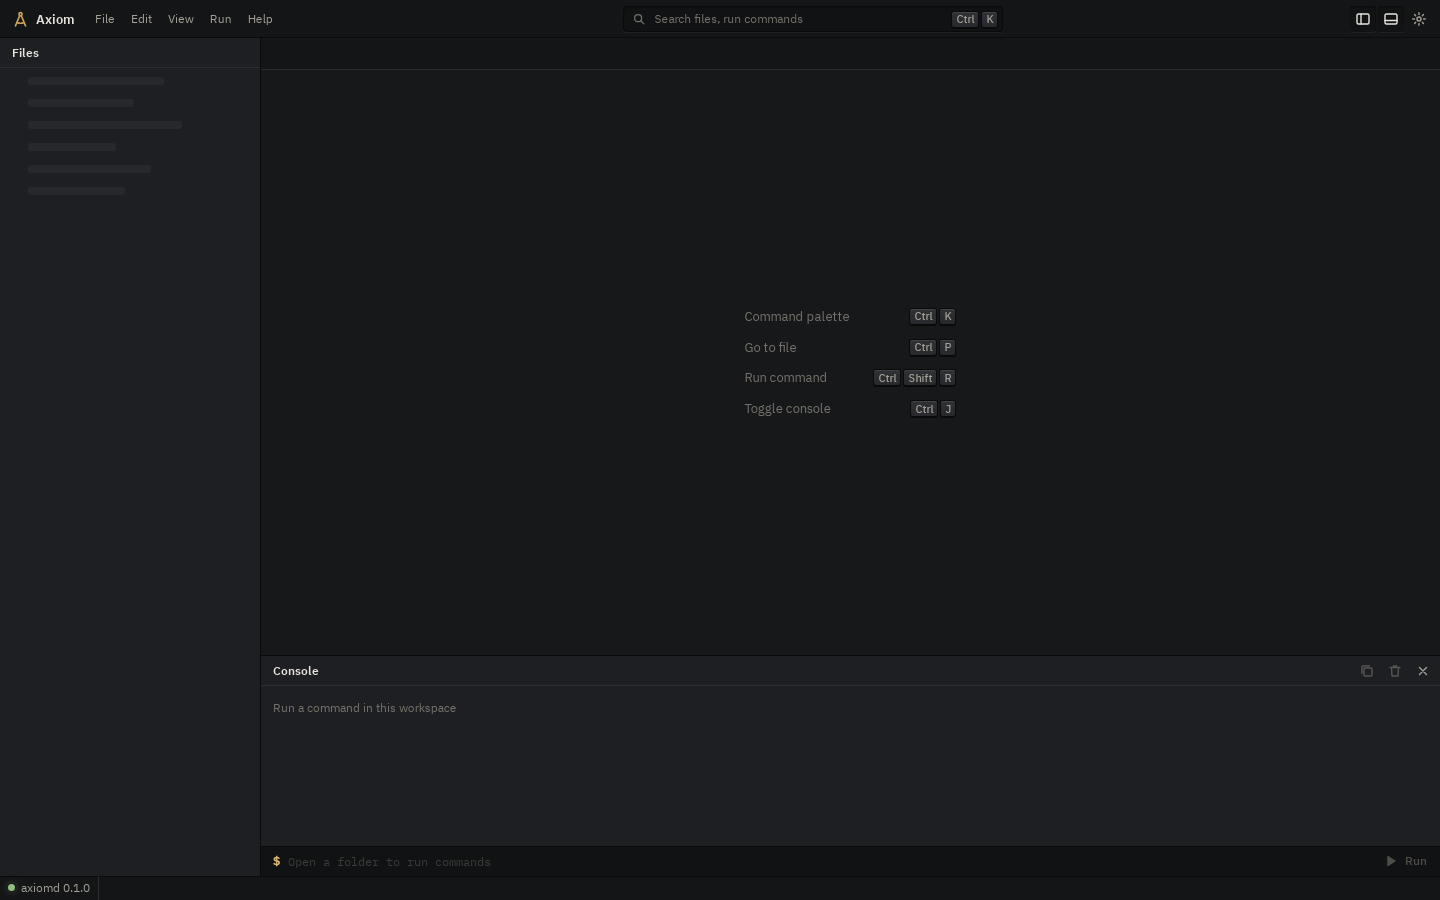 Axiom File Edit View Run Help Search files, run commands Ctrl K
Files
Command palette Ctrl K
Go to file Ctrl P
Run command Ctrl Shift R
Toggle console Ctrl J
Console
Run a command in this workspace
$ Open a folder to run commands Run
axiomd 0.1.0